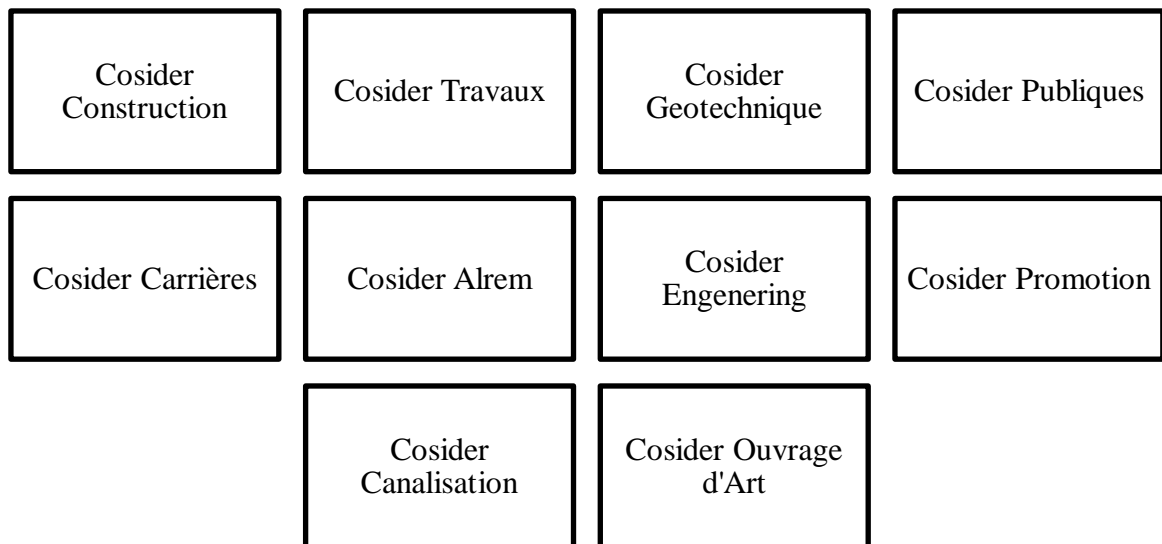 Cosider
Construction
Cosider Travaux
Cosider
Geotechnique
Cosider Publiques
Cosider Carrières
Cosider Alrem
Cosider
Engenering
Cosider Promotion
Cosider
Canalisation
Cosider Ouvrage
d'Art